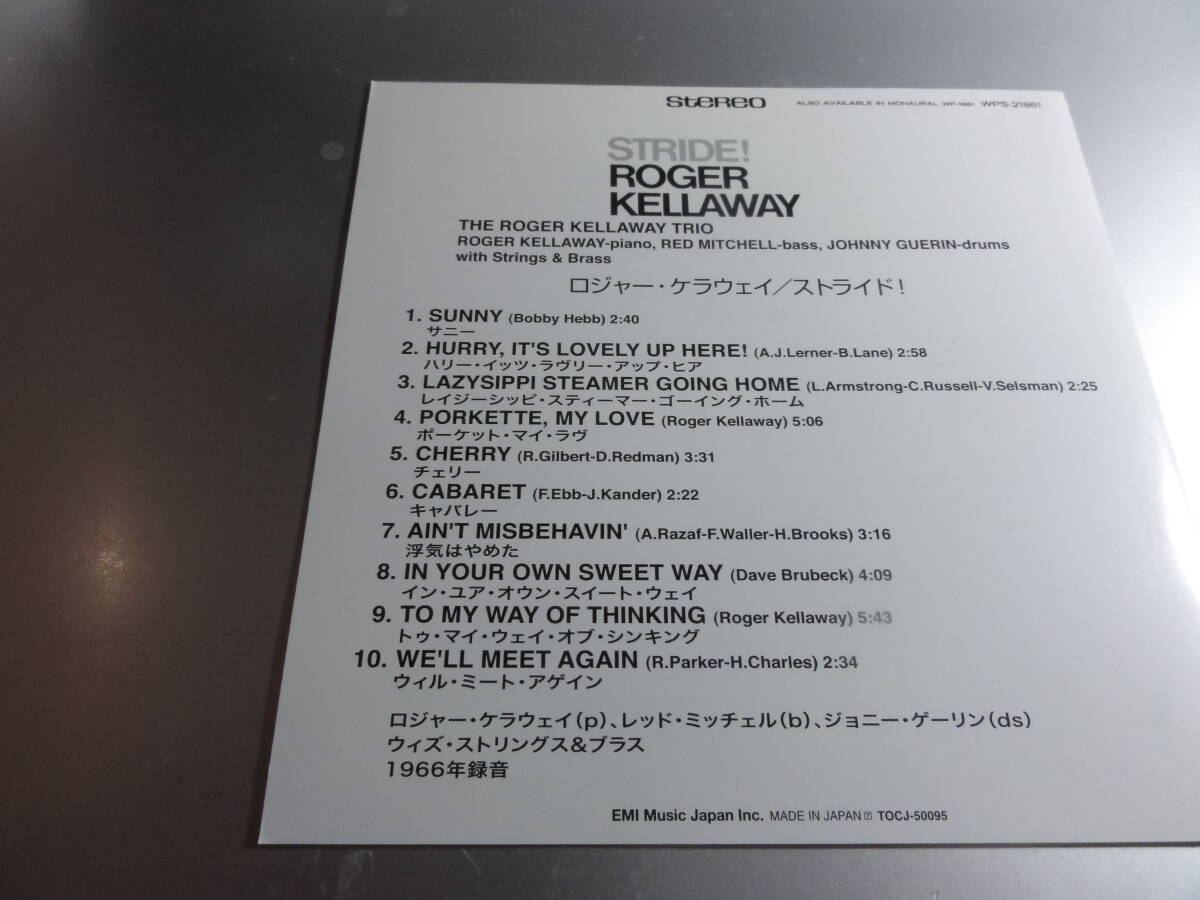 stereo ALSO AVAILABLE IN MONAURAL WP-1861 WPS-21861
STRIDE!
ROGER
KELLAWAY
THE ROGER KELLAWAY TRIO
ROGER KELLAWAY-piano, RED MITCHELL-bass, JOHNNY GUERIN-drums
with Strings & Brass
ロジャー・ケラウェイ／ストライド！
1. SUNNY (Bobby Hebb) 2:40
サニー
2. HURRY, IT'S LOVELY UP HERE! (A.J.Lerner-B.Lane) 2:58
ハリー・イッツ・ラヴリー・アップ・ヒア
3. LAZYSIPPI STEAMER GOING HOME (L.Armstrong-C.Russell-V.Selsman) 2:25
レイジーシッピ・スティーマー・ゴーイング・ホーム
4. PORKETTE, MY LOVE (Roger Kellaway) 5:06
ポーケット・マイ・ラヴ
5. CHERRY (R.Gilbert-D.Redman) 3:31
チェリー
6. CABARET (F.Ebb-J.Kander) 2:22
キャバレー
7. AIN'T MISBEHAVIN' (A.Razaf-F.Waller-H.Brooks) 3:16
浮気はやめた
8. IN YOUR OWN SWEET WAY (Dave Brubeck) 4:09
イン・ユア・オウン・スイート・ウェイ
9. TO MY WAY OF THINKING (Roger Kellaway) 5:43
トゥ・マイ・ウェイ・オブ・シンキング
10. WE'LL MEET AGAIN (R.Parker-H.Charles) 2:34
ウィル・ミート・アゲイン
ロジャー・ケラウェイ(p)、レッド・ミッチェル(b)、ジョニー・ゲーリン(ds)
ウィズ・ストリングス&ブラス
1966年録音
EMI Music Japan Inc. MADE IN JAPAN Ⓟ TOCJ-50095